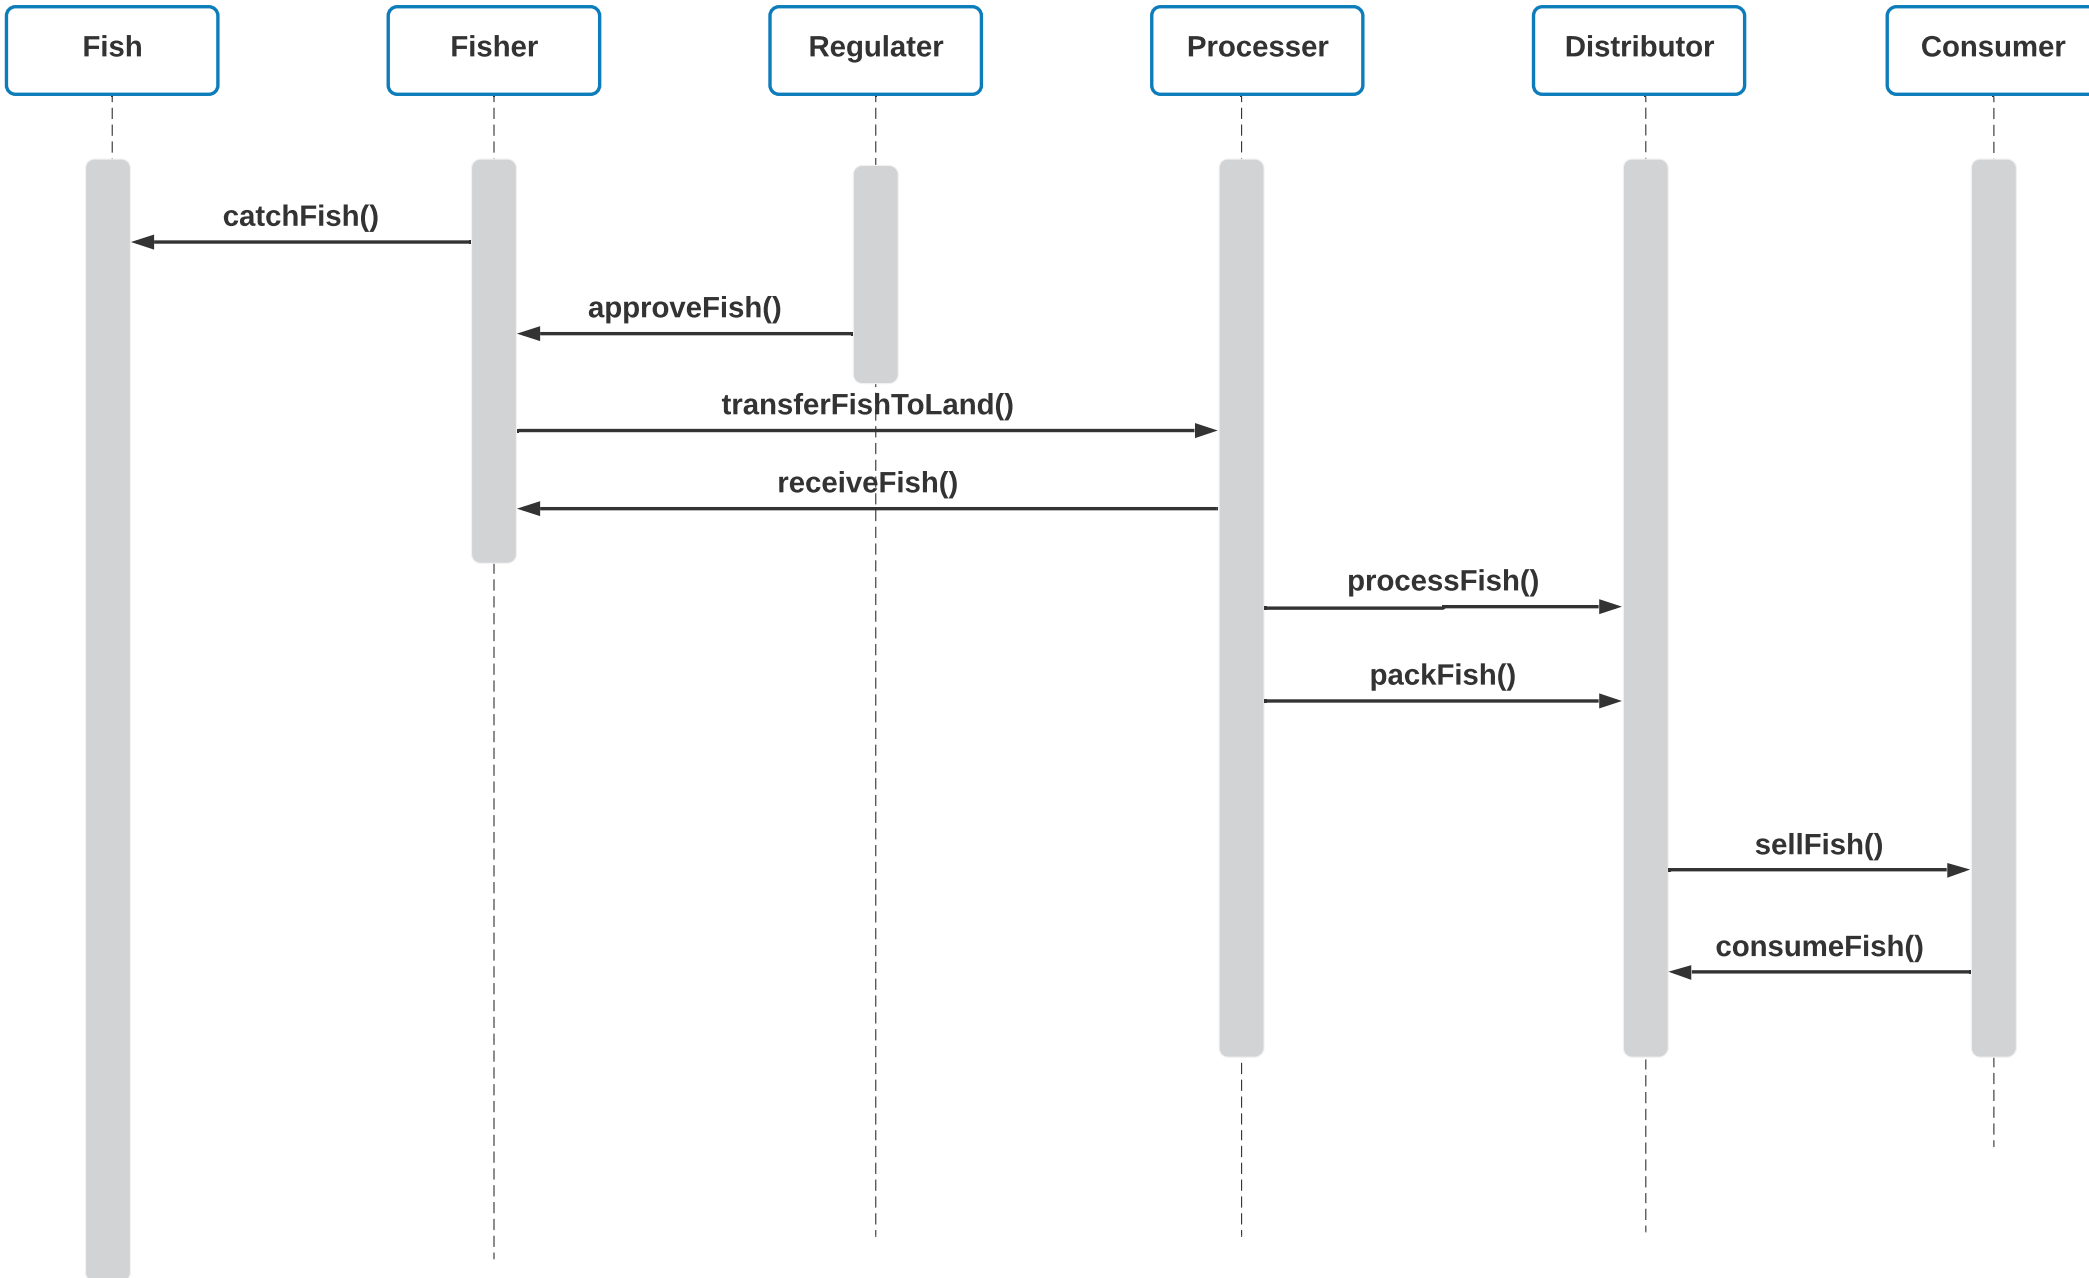 Fish
Fisher
Regulater
Processer
Distributor
Consumer
catchFish()
approveFish()
transferFishToLand()
receiveFish()
processFish()
packFish()
sellFish()
consumeFish()